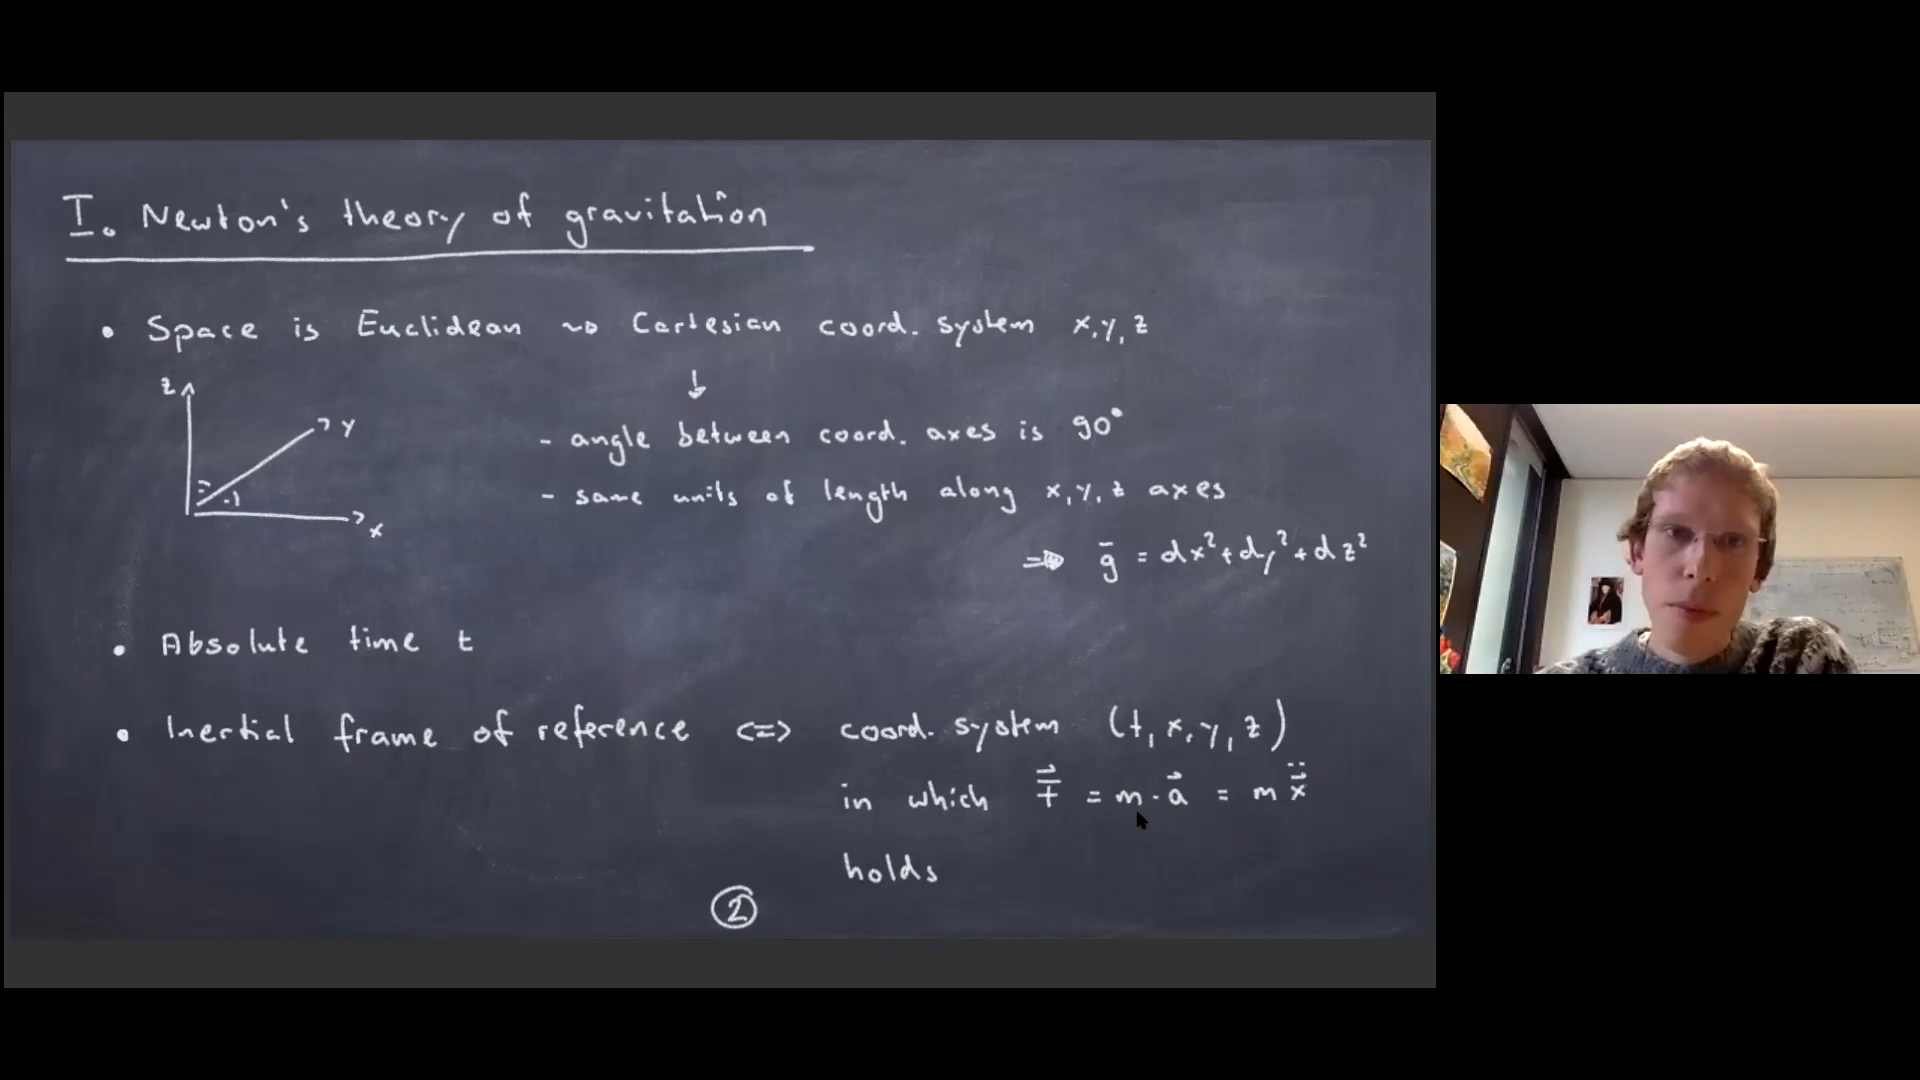 I. Newton's theory of gravitation
• Space is Euclidean ⇝ Cartesian coord. system x, y, z
z
y
x
↓
- angle between coord. axes is 90°
- same units of length along x, y, z axes
⇒ ḡ = dx² + dy² + dz²
• Absolute time t
• Inertial frame of reference <=> coord. system (t, x, y, z)
in which F⃗ = m · a⃗ = m ẍ⃗
holds
②